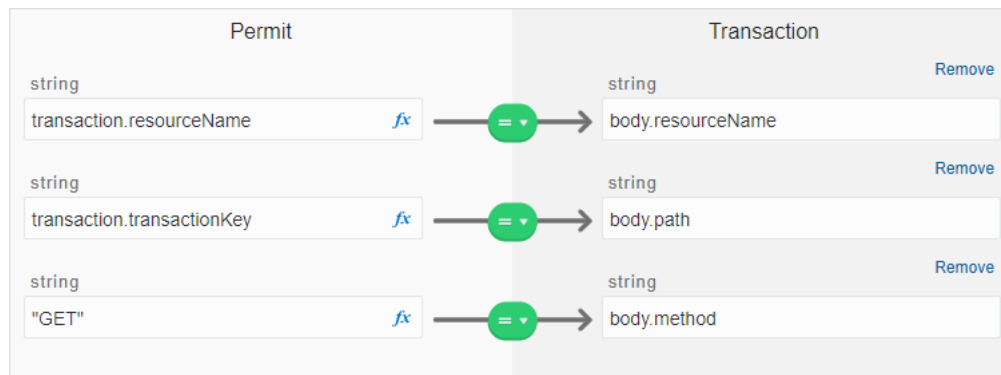 Permit
Transaction
Remove
string
string
transaction.resourceName fx = body.resourceName
Remove
string
string
transaction.transactionKey fx = body.path
Remove
string
string
"GET" fx = body.method